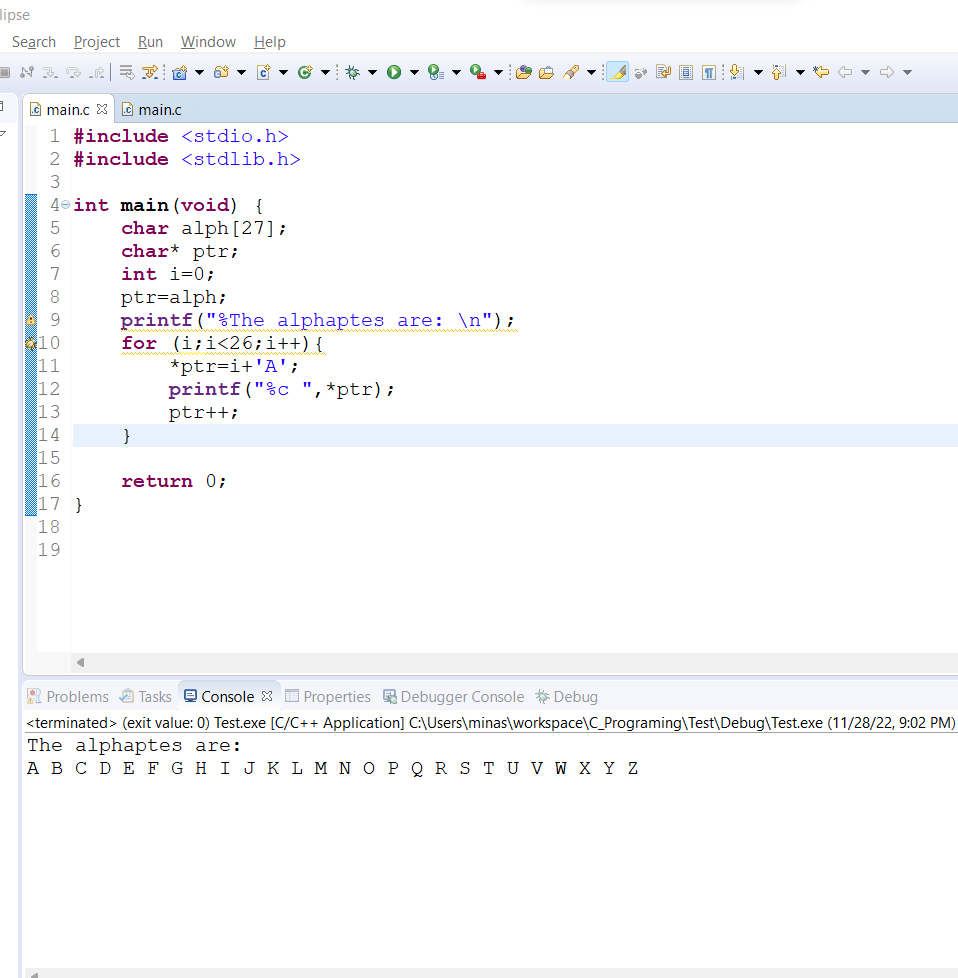 lipse
Search Project Run Window Help
main.c main.c
1 #include <stdio.h>
2 #include <stdlib.h>
3
4 int main(void) {
5 char alph[27];
6 char* ptr;
7 int i=0;
8 ptr=alph;
9 printf("%The alphaptes are: \n");
10 for (i;i<26;i++){
11 *ptr=i+'A';
12 printf("%c ",*ptr);
13 ptr++;
14 }
15
16 return 0;
17 }
18
19
Problems Tasks Console Properties Debugger Console Debug
<terminated> (exit value: 0) Test.exe [C/C++ Application] C:\Users\minas\workspace\C_Programing\Test\Debug\Test.exe (11/28/22, 9:02 PM)
The alphaptes are:
A B C D E F G H I J K L M N O P Q R S T U V W X Y Z